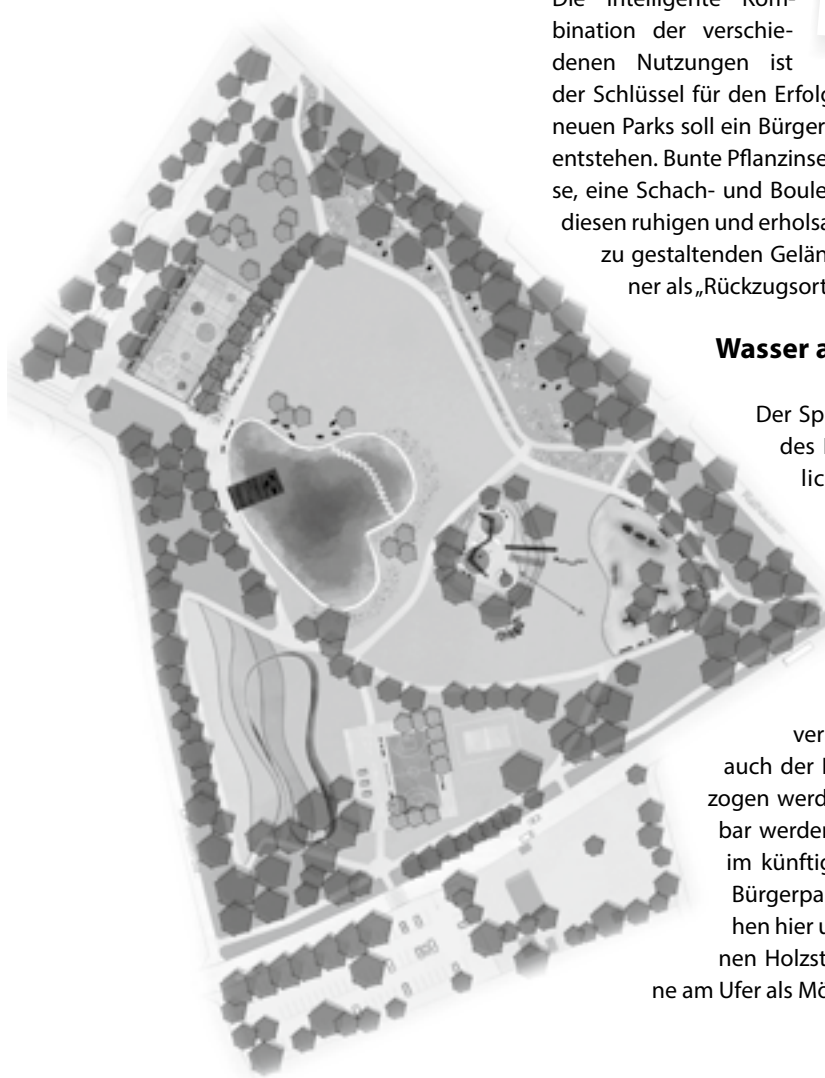 Die intelligente Kom-
bination der verschie-
denen Nutzungen ist
der Schlüssel für den Erfolg
neuen Parks soll ein Bürger
entstehen. Bunte Pflanzinse
se, eine Schach- und Boule
diesen ruhigen und erholsa
zu gestaltenden Gelän
ner als „Rückzugsort
Wasser a
Der Sp
des
lic
ver
auch der
zogen werd
bar werden
im künftig
Bürgerpa
hen hier u
nen Holzst
ne am Ufer als Mö